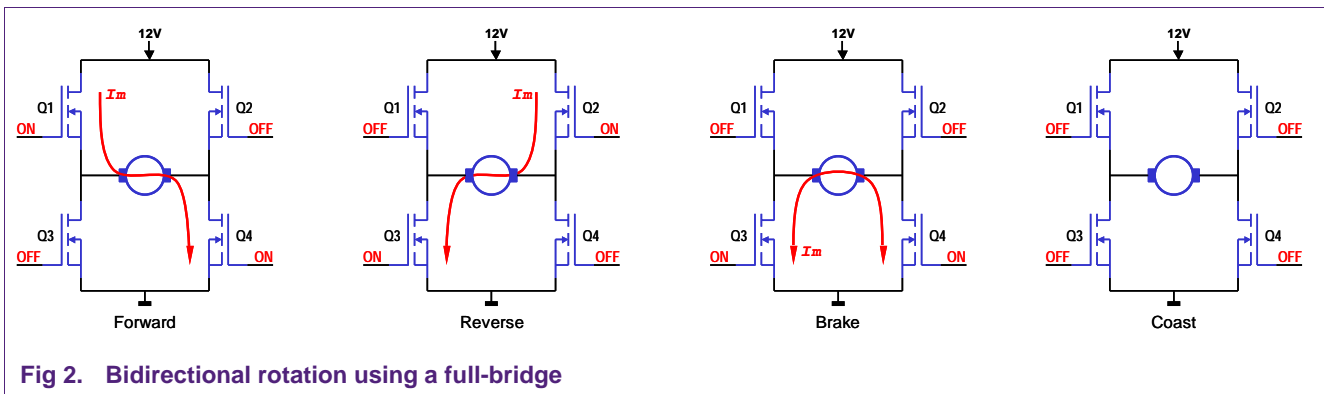 12V
Q1
Im
Q2
ON
OFF
Q3
Q4
OFF
ON
Forward
12V
Q1
Im
Q2
OFF
ON
Q3
Q4
ON
OFF
Reverse
12V
Q1
Q2
OFF
OFF
Q3
Im
Q4
ON
ON
Brake
12V
Q1
Q2
OFF
OFF
Q3
Q4
OFF
OFF
Coast
Fig 2. Bidirectional rotation using a full-bridge